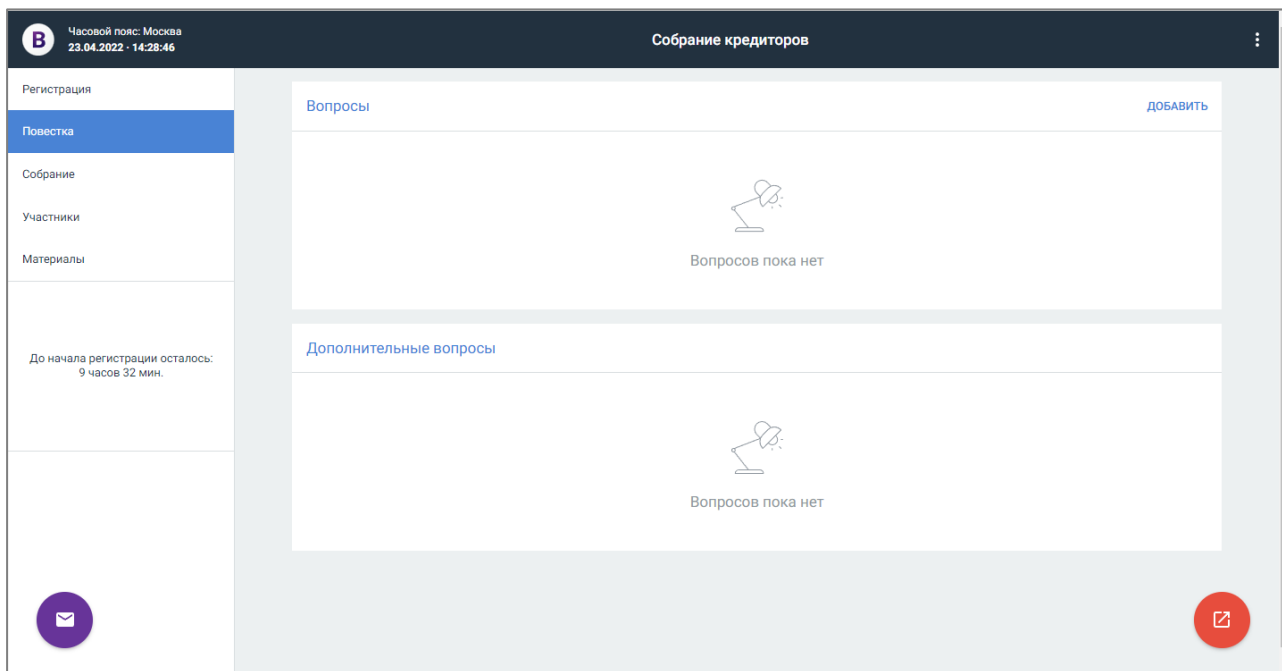 B
Часовой пояс: Москва
23.04.2022 · 14:28:46
Собрание кредиторов
Регистрация
Повестка
Собрание
Участники
Материалы
До начала регистрации осталось:
9 часов 32 мин.
Вопросы
ДОБАВИТЬ
Вопросов пока нет
Дополнительные вопросы
Вопросов пока нет